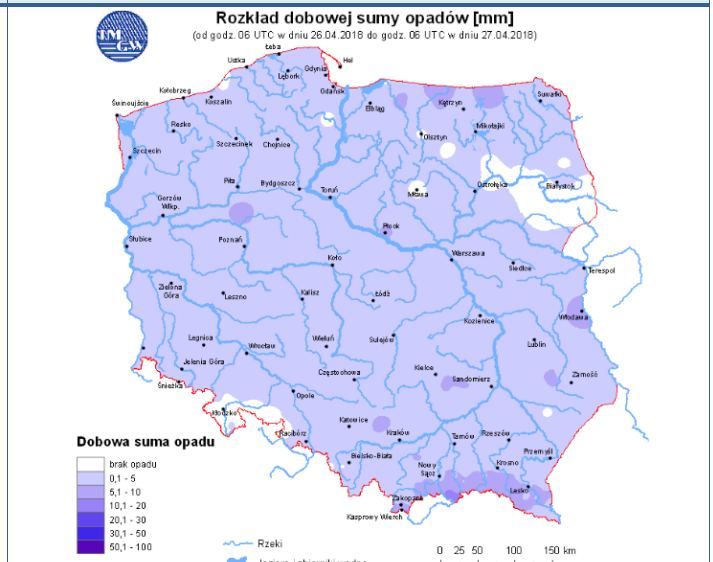 IMGW
Rozkład dobowej sumy opadów [mm]
(od godz. 06 UTC w dniu 26.04.2018 do godz. 06 UTC w dniu 27.04.2018)
Łeba
Ustka
Hel
Lębork
Gdynia
Gdańsk
Kołobrzeg
Koszalin
Świnoujście
Elbląg
Kętrzyn
Suwałki
Resko
Mikołajki
Olsztyn
Szczecinek
Chojnice
Szczecin
Piła
Bydgoszcz
Toruń
Mława
Ostrołęka
Białystok
Gorzów
Wlkp.
Płock
Słubice
Poznań
Koło
Warszawa
Siedlce
Terespol
Zielona
Góra
Leszno
Kalisz
Łódź
Kozienice
Włodawa
Legnica
Wrocław
Wieluń
Sulejów
Lublin
Jelenia Góra
Śnieżka
Częstochowa
Kielce
Sandomierz
Zamość
Opole
Kłodzko
Katowice
Racibórz
Kraków
Tarnów
Rzeszów
Przemyśl
Bielsko-Biała
Nowy
Sącz
Krosno
Lesko
Zakopane
Kasprowy Wierch
Dobowa suma opadu
brak opadu
0,1 - 5
5,1 - 10
10,1 - 20
20,1 - 30
30,1 - 50
50,1 - 100
Rzeki
0 25 50 100 150 km